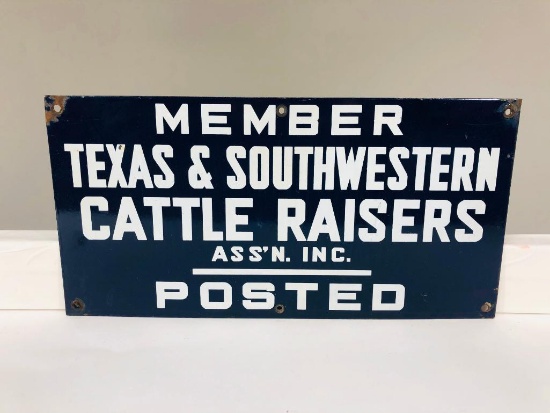 MEMBER
TEXAS & SOUTHWESTERN
CATTLE RAISERS
ASS'N. INC.
POSTED